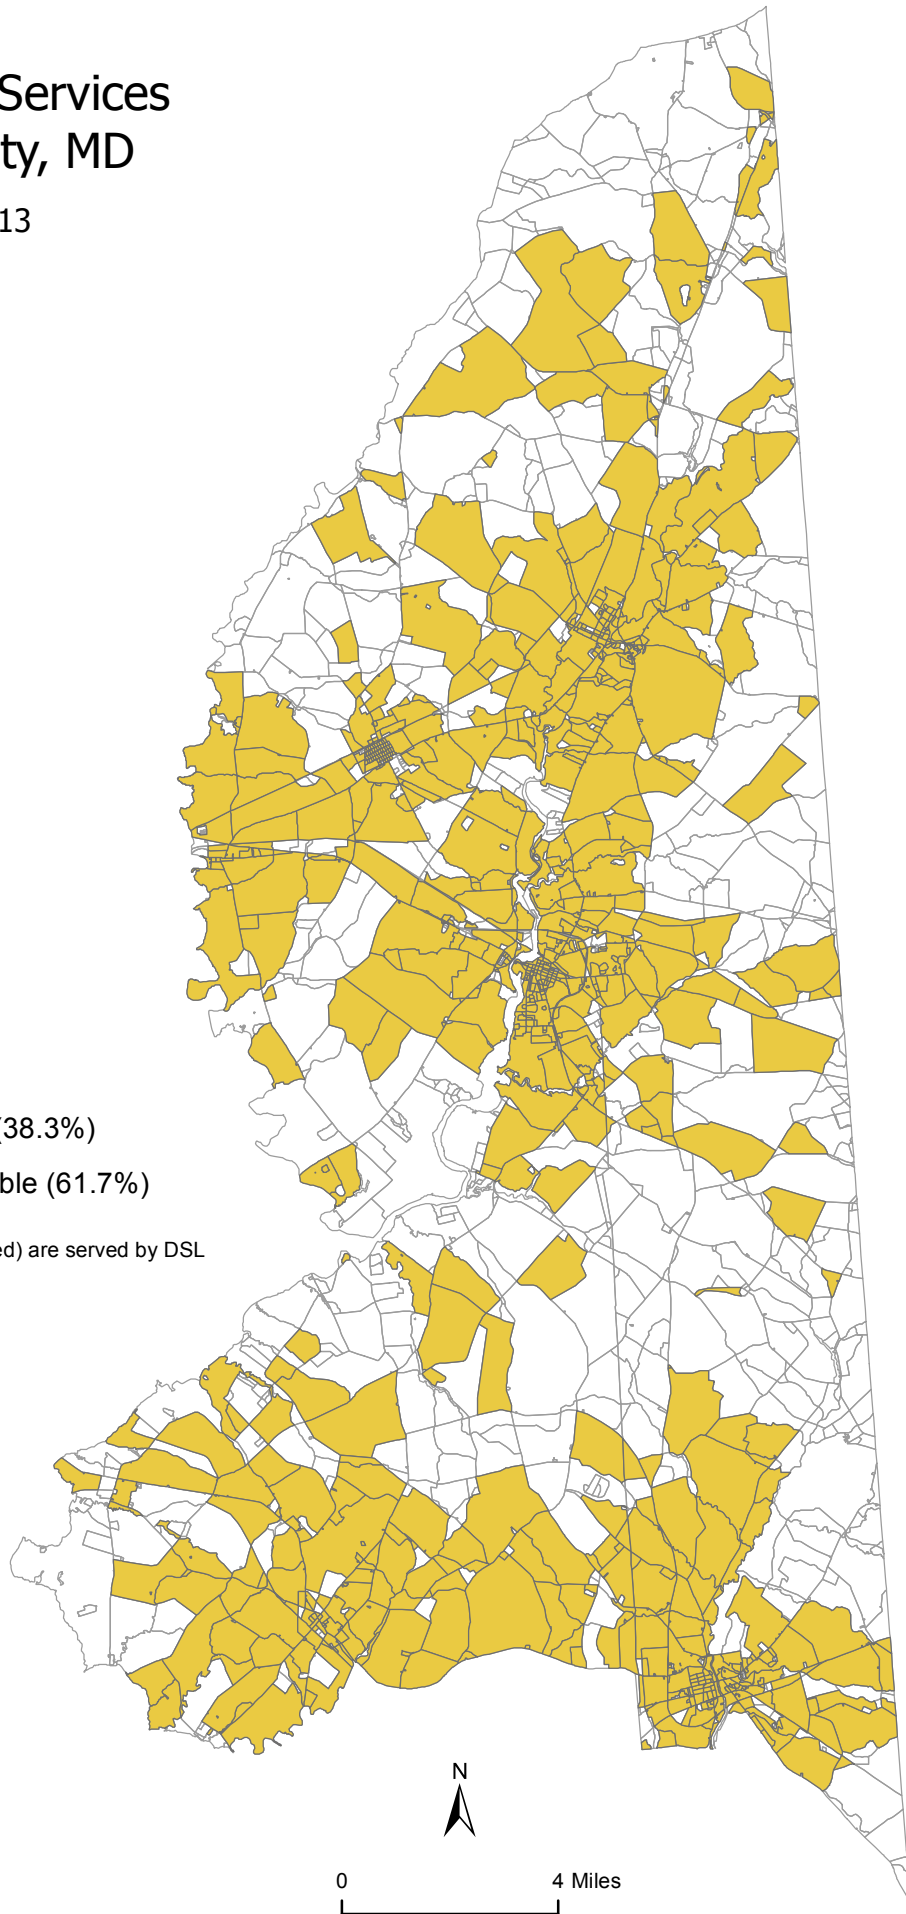 Services
ty, MD
13
(38.3%)
ble (61.7%)
ed) are served by DSL
N
0 4 Miles